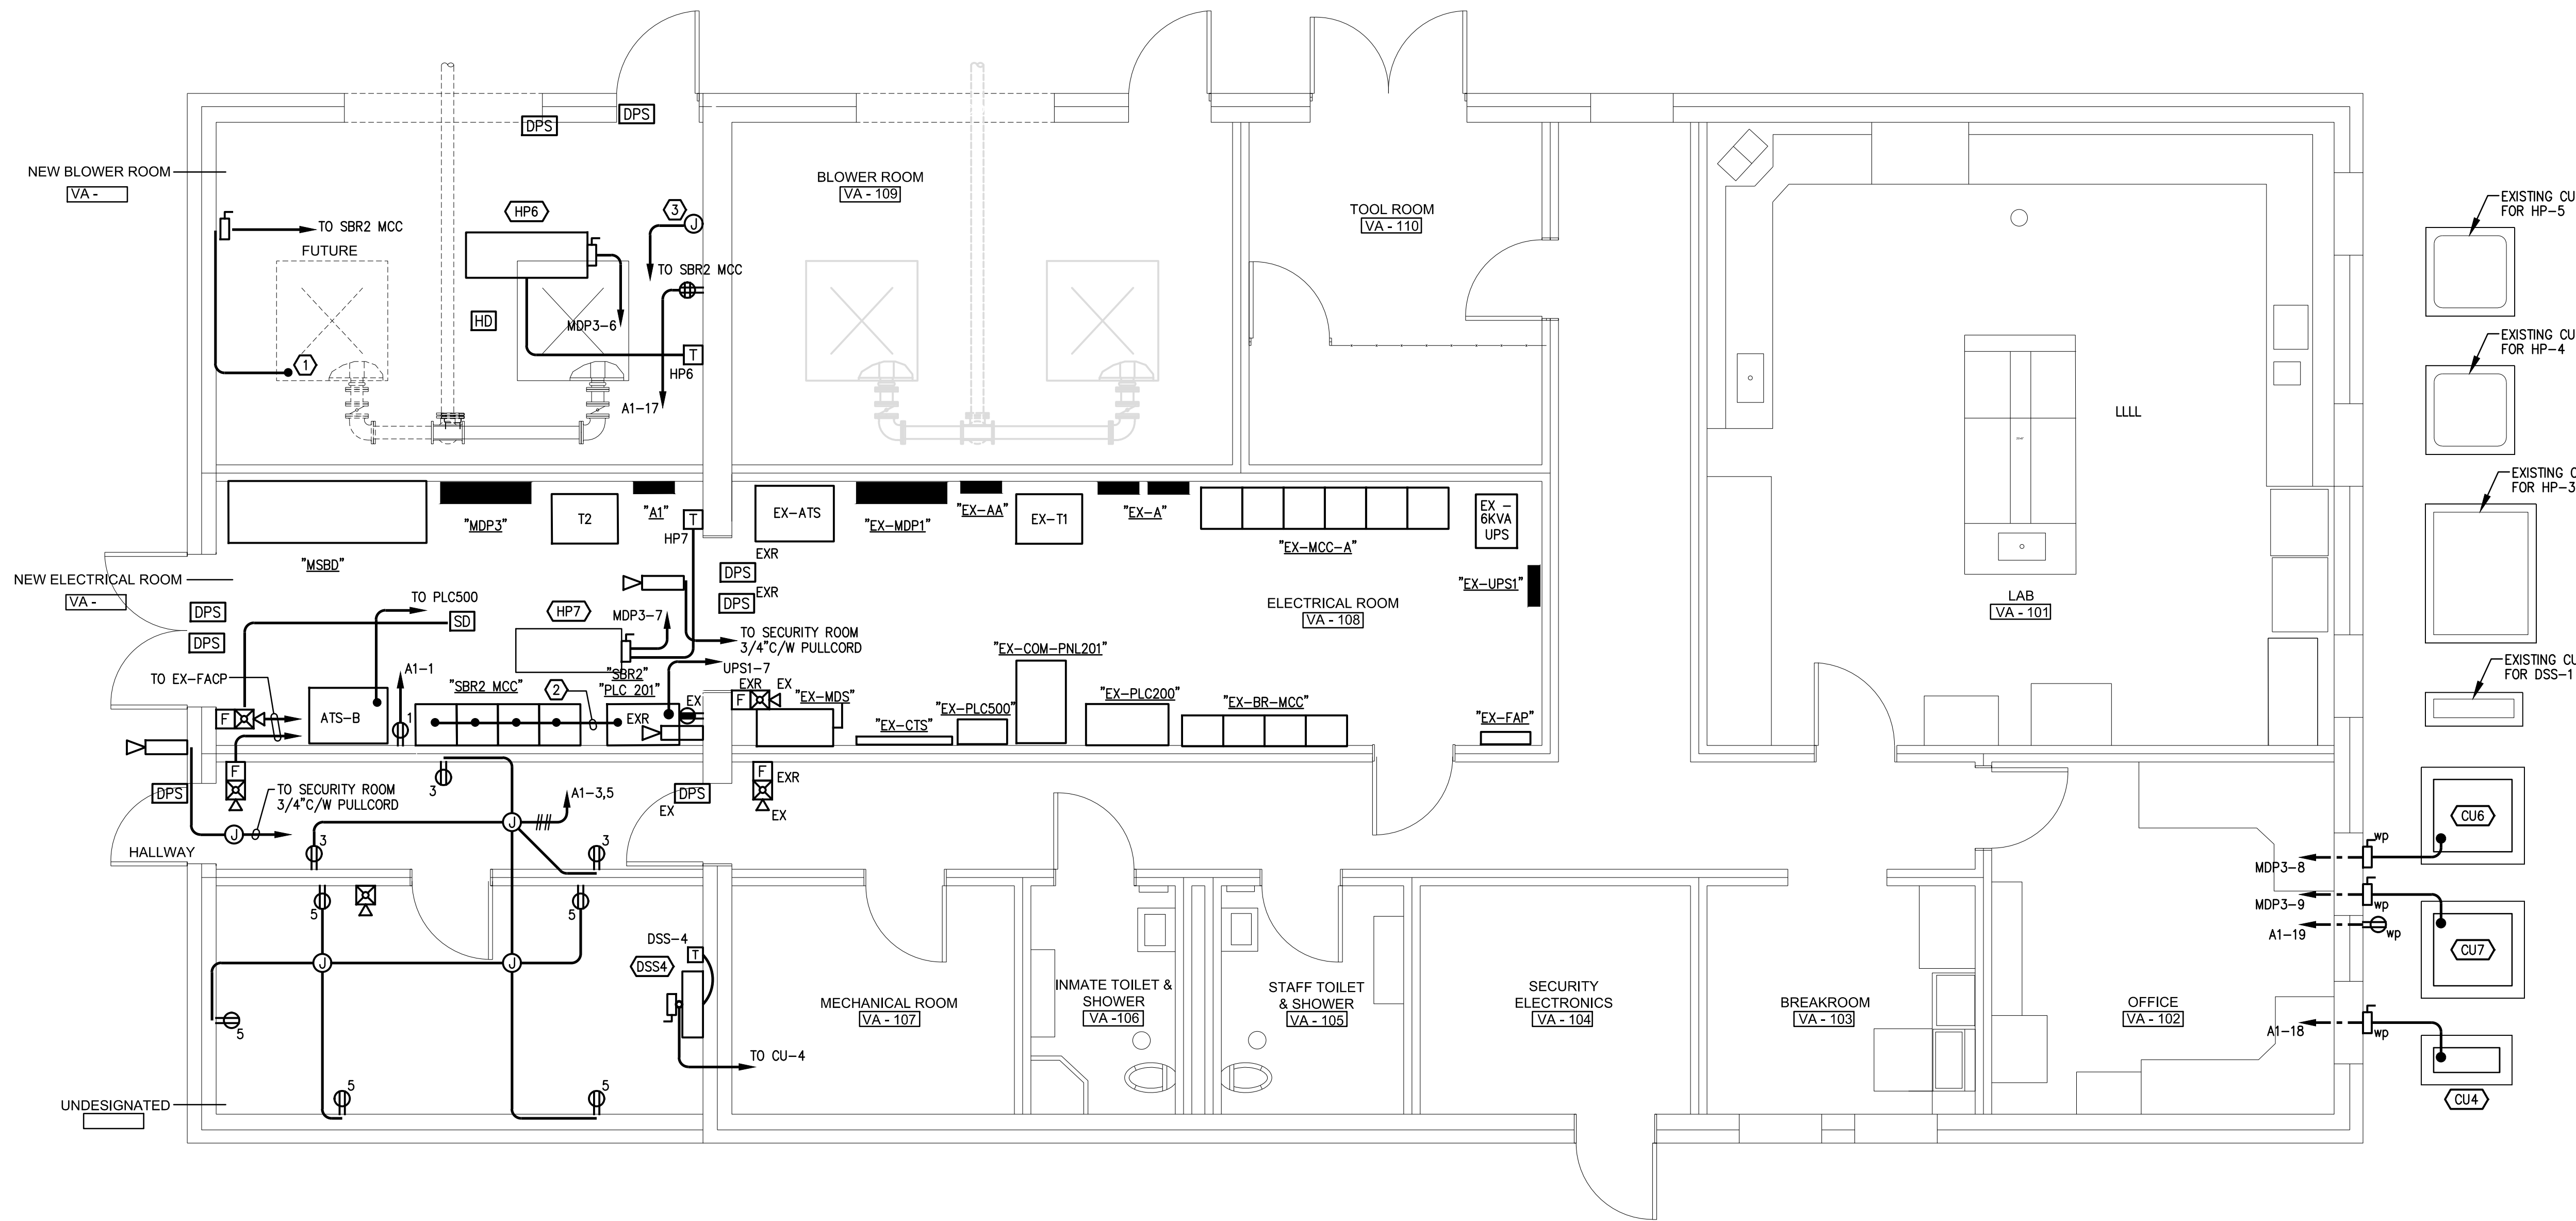 DPS
DPS
NEW BLOWER ROOM
VA -
TO SBR2 MCC
FUTURE
HP6
3
J
TO SBR2 MCC
HD
MDP3-6
1
T
HP6
A1-17
BLOWER ROOM
VA - 109
TOOL ROOM
VA - 110
EXISTING CU
FOR HP-5
EXISTING CU
FOR HP-4
LLLL
EXISTING C
FOR HP-3
EXISTING CU
FOR DSS-1
LAB
VA - 101
"MSBD"
"MDP3"
T2
"A1"
T
HP7
EX-ATS
"EX-MDP1"
"EX-AA"
EX-T1
"EX-A"
"EX-MCC-A"
EX -
6KVA
UPS
"EX-UPS1"
EXR
DPS
EXR
DPS
NEW ELECTRICAL ROOM
VA -
DPS
DPS
TO PLC500
SD
HP7
MDP3-7
TO SECURITY ROOM
3/4"C/W PULLCORD
ELECTRICAL ROOM
VA - 108
TO EX-FACP
A1-1
"SBR2 MCC"
2
"SBR2"
"PLC 201"
UPS1-7
EXR
EX
F
"EX-MDS"
"EX-CTS"
"EX-PLC500"
"EX-COM-PNL201"
"EX-PLC200"
"EX-BR-MCC"
"EX-FAP"
F
ATS-B
1
EXR
EX
F
DPS
TO SECURITY ROOM
3/4"C/W PULLCORD
J
3
A1-3,5
J
DPS
EX
F
EXR
EX
HALLWAY
3
3
5
5
J
J
5
5
5
DSS-4
T
DSS4
TO CU-4
UNDESIGNATED
MECHANICAL ROOM
VA - 107
INMATE TOILET &
SHOWER
VA -106
STAFF TOILET
& SHOWER
VA - 105
SECURITY
ELECTRONICS
VA - 104
BREAKROOM
VA - 103
OFFICE
VA - 102
MDP3-8
wp
CU6
MDP3-9
wp
A1-19
wp
CU7
A1-18
wp
CU4